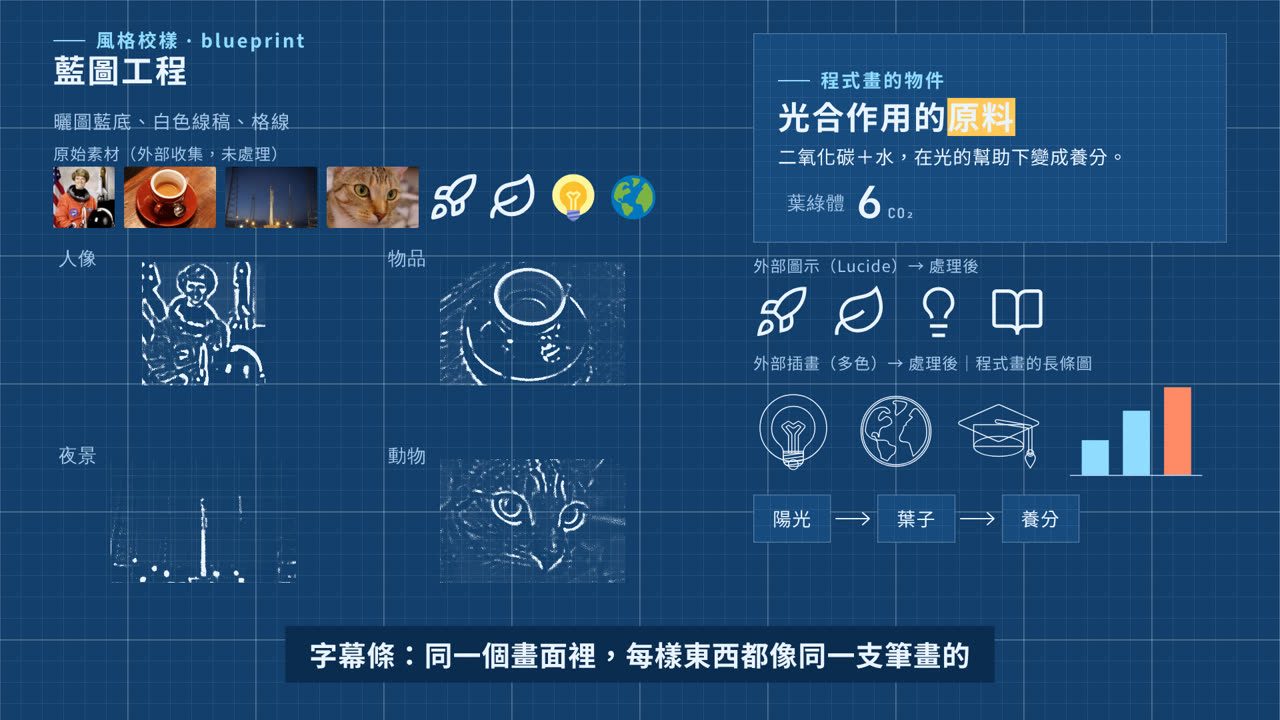 風格校樣・blueprint
藍圖工程
曬圖藍底、白色線稿、格線
原始素材（外部收集，未處理）
人像
物品
夜景
動物
程式畫的物件
光合作用的原料
二氧化碳＋水，在光的幫助下變成養分。
葉綠體 6 CO₂
外部圖示（Lucide）→ 處理後
外部插畫（多色）→ 處理後｜程式畫的長條圖
陽光 → 葉子 → 養分
字幕條：同一個畫面裡，每樣東西都像同一支筆畫的